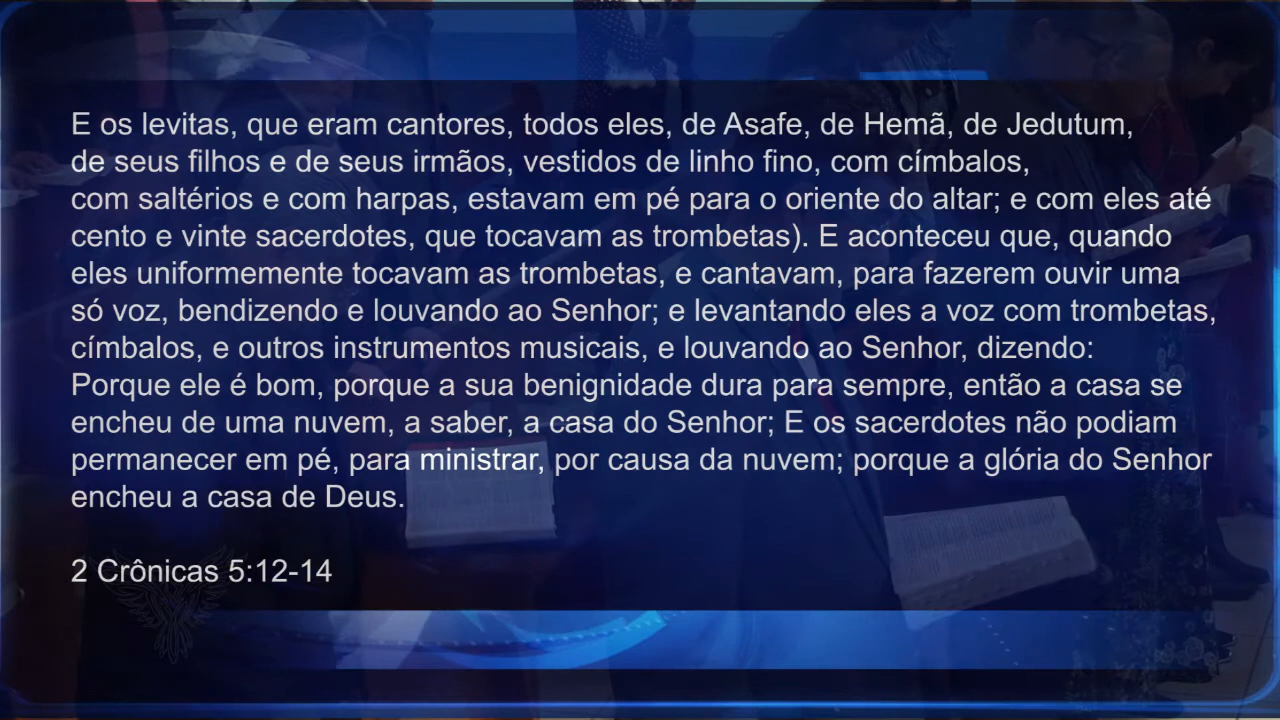 E os levitas, que eram cantores, todos eles, de Asafe, de Hemã, de Jedutum,
de seus filhos e de seus irmãos, vestidos de linho fino, com címbalos,
com saltérios e com harpas, estavam em pé para o oriente do altar; e com eles até
cento e vinte sacerdotes, que tocavam as trombetas). E aconteceu que, quando
eles uniformemente tocavam as trombetas, e cantavam, para fazerem ouvir uma
só voz, bendizendo e louvando ao Senhor; e levantando eles a voz com trombetas,
címbalos, e outros instrumentos musicais, e louvando ao Senhor, dizendo:
Porque ele é bom, porque a sua benignidade dura para sempre, então a casa se
encheu de uma nuvem, a saber, a casa do Senhor; E os sacerdotes não podiam
permanecer em pé, para ministrar, por causa da nuvem; porque a glória do Senhor
encheu a casa de Deus.
2 Crônicas 5:12-14